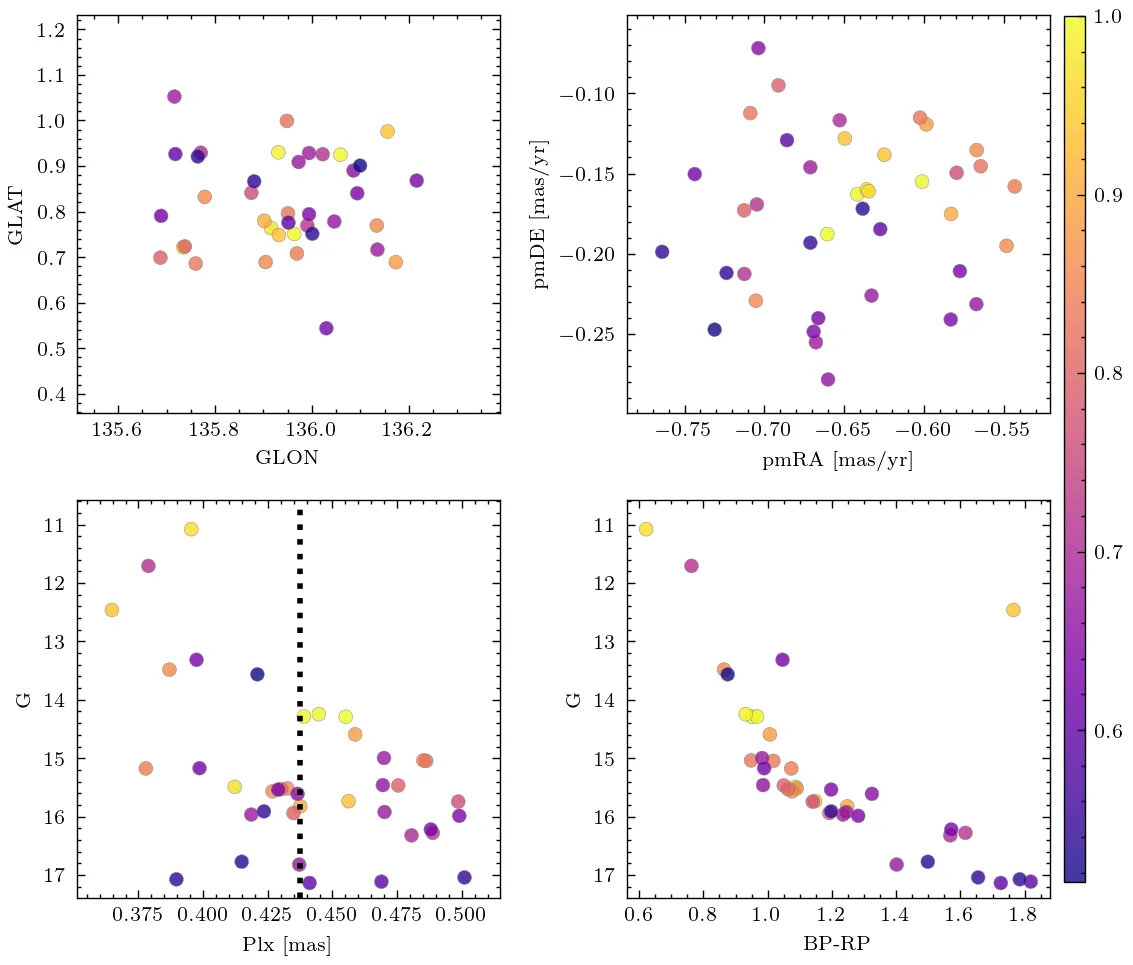 1.2
1.1
1.0
0.9
0.8
0.7
0.6
0.5
0.4
GLAT
135.6 135.8 136.0 136.2
GLON
−0.10
−0.15
−0.20
−0.25
pmDE [mas/yr]
−0.75 −0.70 −0.65 −0.60 −0.55
pmRA [mas/yr]
1.0
0.9
0.8
0.7
0.6
11
12
13
14
15
16
17
G
0.375 0.400 0.425 0.450 0.475 0.500
Plx [mas]
11
12
13
14
15
16
17
G
0.6 0.8 1.0 1.2 1.4 1.6 1.8
BP-RP